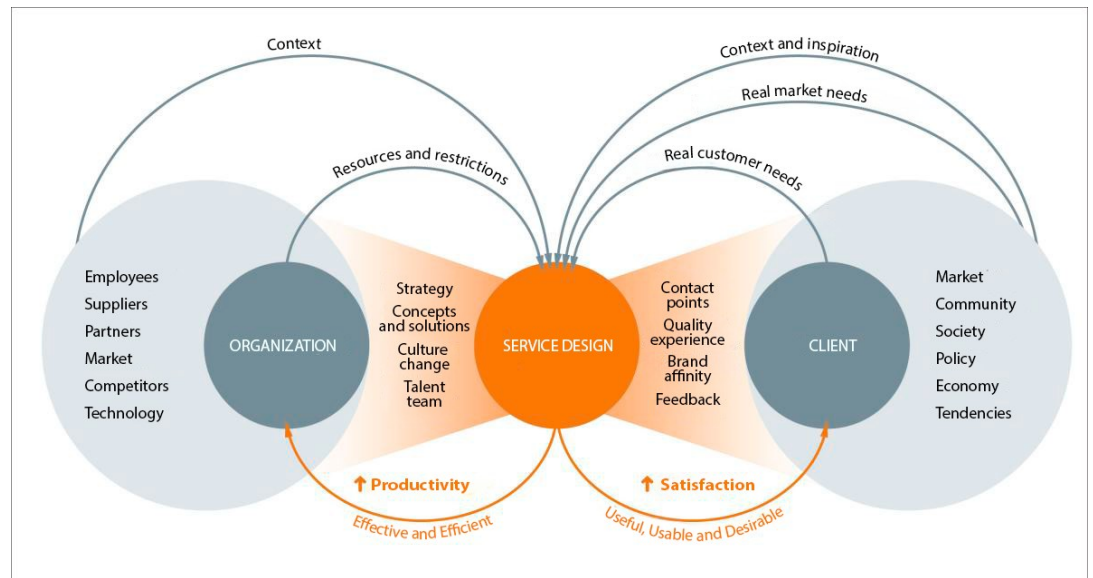 Context
Context and inspiration
Real market needs
Resources and restrictions
Real customer needs
Employees
Suppliers
Partners
Market
Competitors
Technology
ORGANIZATION
Strategy
Concepts
and solutions
Culture
change
Talent
team
SERVICE DESIGN
Contact
points
Quality
experience
Brand
affinity
Feedback
CLIENT
Market
Community
Society
Policy
Economy
Tendencies
↑ Productivity
Effective and Efficient
↑ Satisfaction
Useful, Usable and Desirable